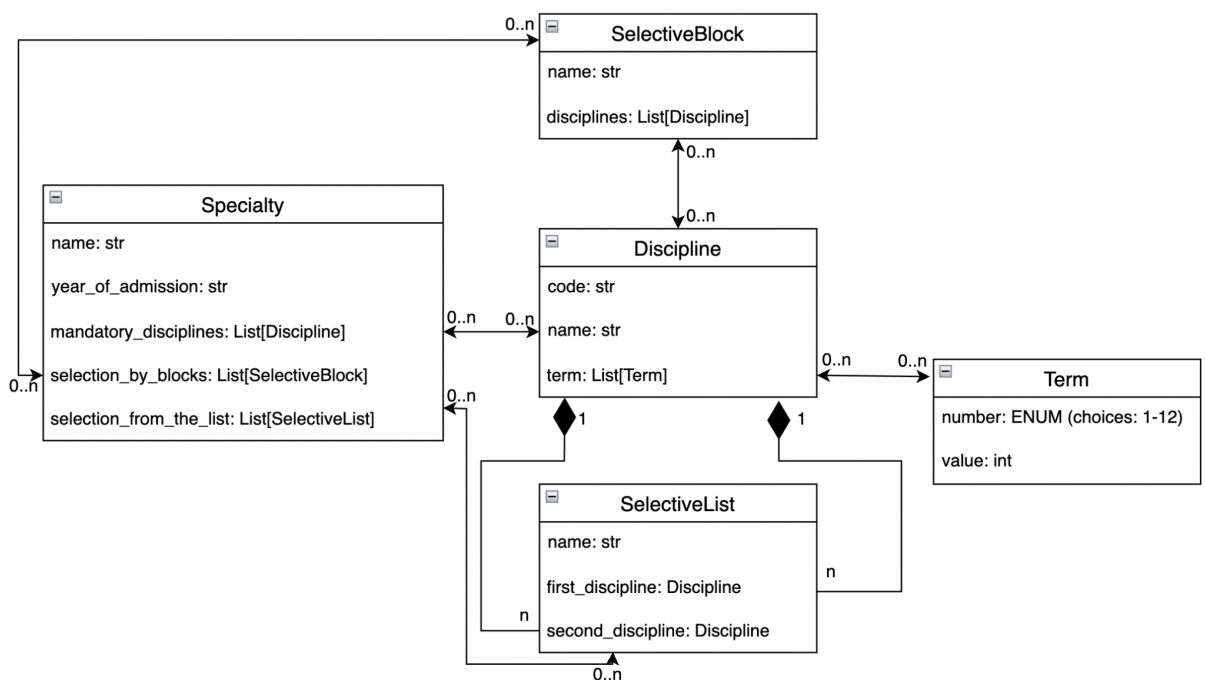 0..n
SelectiveBlock
name: str
disciplines: List[Discipline]
0..n
0..n
Specialty
name: str
year_of_admission: str
mandatory_disciplines: List[Discipline]
selection_by_blocks: List[SelectiveBlock]
selection_from_the_list: List[SelectiveList]
0..n
0..n
0..n
0..n
Discipline
code: str
name: str
term: List[Term]
1
1
0..n
0..n
Term
number: ENUM (choices: 1-12)
value: int
SelectiveList
name: str
first_discipline: Discipline
second_discipline: Discipline
n
n
0..n